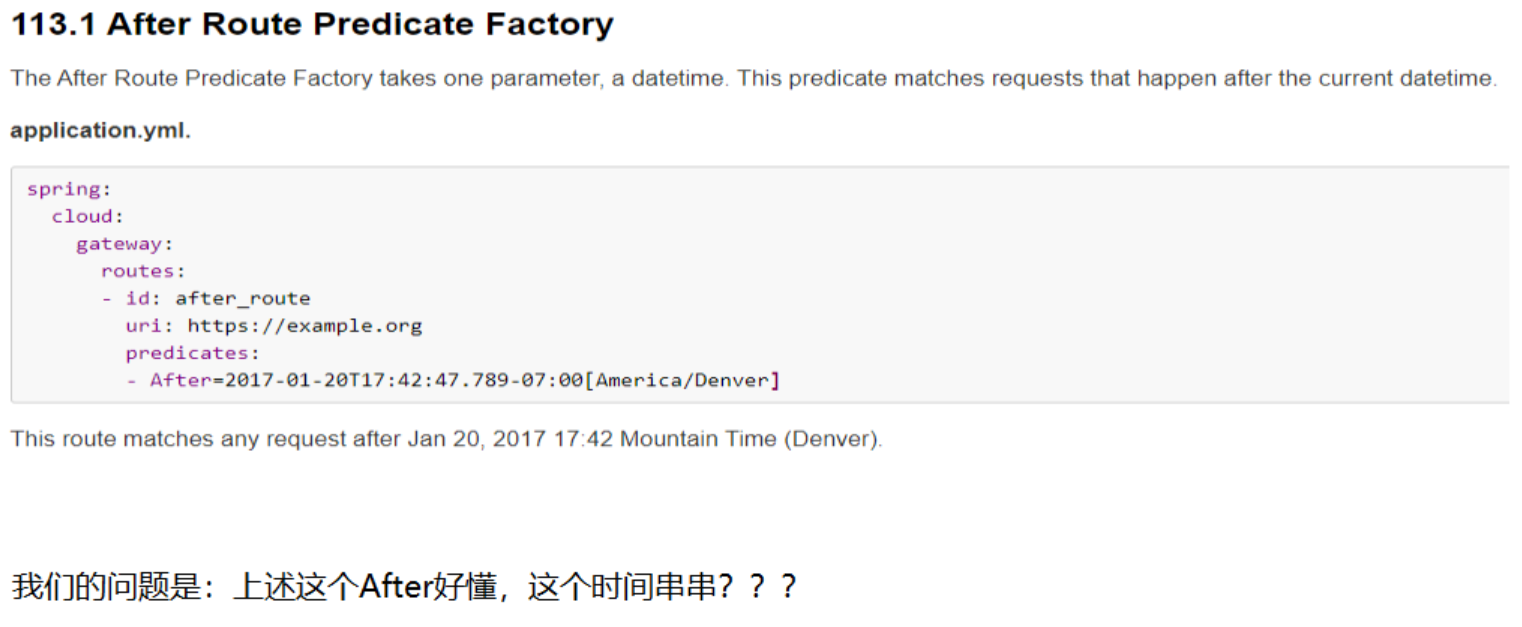 113.1 After Route Predicate Factory
The After Route Predicate Factory takes one parameter, a datetime. This predicate matches requests that happen after the current datetime.
application.yml.
spring:
  cloud:
    gateway:
      routes:
      - id: after_route
        uri: https://example.org
        predicates:
        - After=2017-01-20T17:42:47.789-07:00[America/Denver]
This route matches any request after Jan 20, 2017 17:42 Mountain Time (Denver).
我们的问题是：上述这个After好懂，这个时间串串？？？